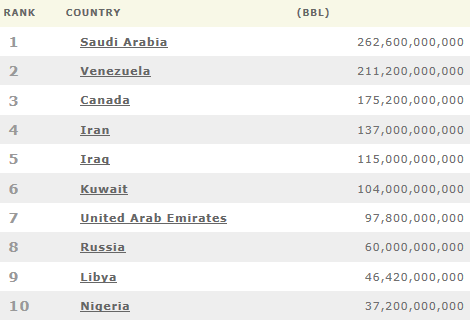 RANK COUNTRY (BBL)
1 Saudi Arabia 262,600,000,000
2 Venezuela 211,200,000,000
3 Canada 175,200,000,000
4 Iran 137,000,000,000
5 Iraq 115,000,000,000
6 Kuwait 104,000,000,000
7 United Arab Emirates 97,800,000,000
8 Russia 60,000,000,000
9 Libya 46,420,000,000
10 Nigeria 37,200,000,000